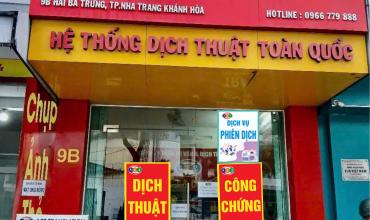 9B HAI BÀ TRƯNG, TP.NHA TRANG KHÁNH HÒA
HOTLINE : 0966 779 888
HỆ THỐNG DỊCH THUẬT TOÀN QUỐC
Chụp
Ảnh
9B
DỊCH VỤ
PHIÊN DỊCH
DỊCH
THUẬT
CÔNG
CHỨNG